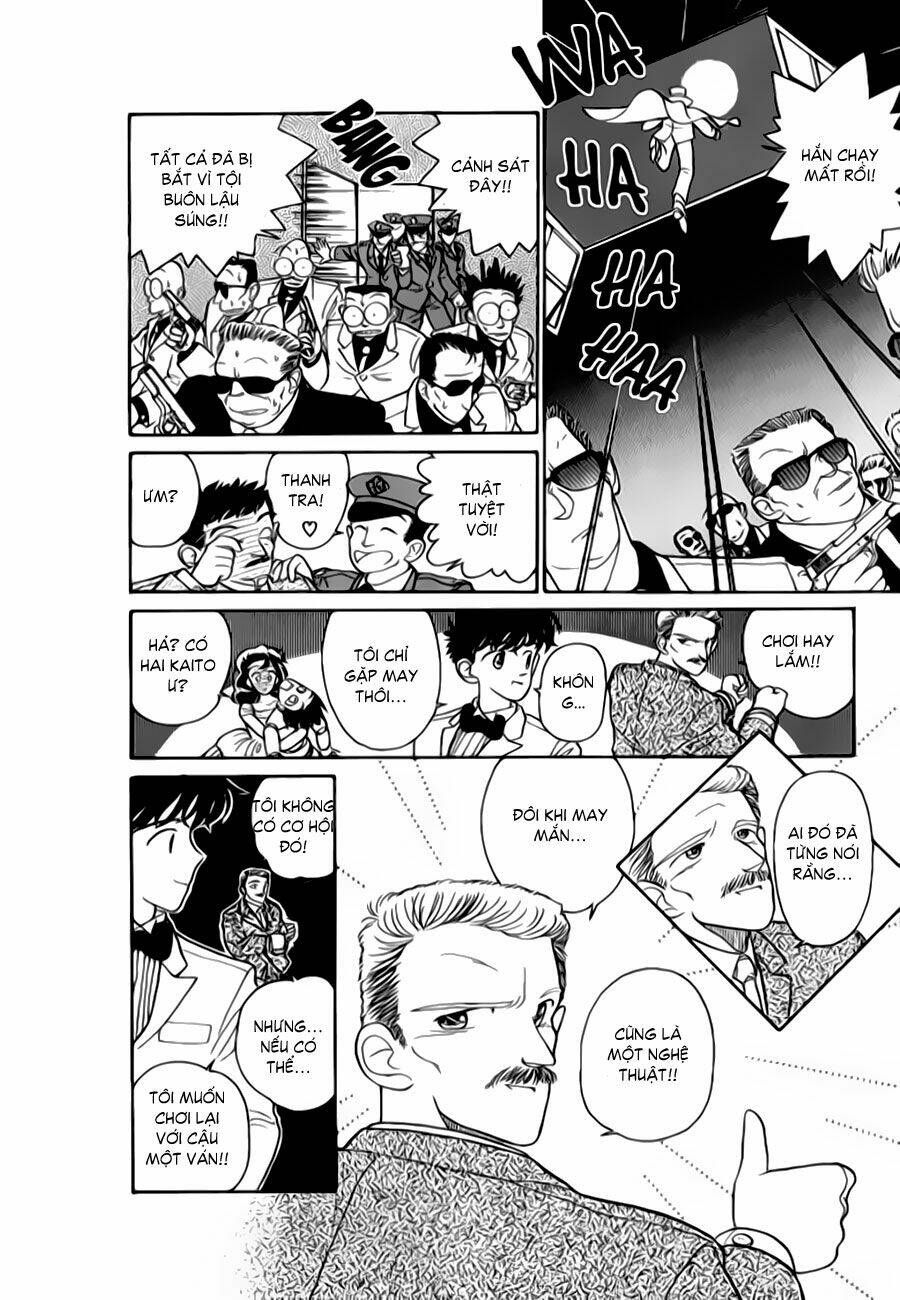 WA
HA
HA
HAA
HẮN CHẠY
MẤT RỒI!
BANG
CẢNH SÁT
ĐÂY!!
TẤT CẢ ĐÃ BỊ
BẮT VÌ TỘI
BUÔN LẬU
SÚNG!!
THẬT
TUYỆT
VỜI!
THANH
TRA!
♡
ƯM?
CHƠI HAY
LẮM!!
KHÔN
G...
TÔI CHỈ
GẶP MAY
THÔI...
HẢ? CÓ
HAI KAITO
Ư?
AI ĐÓ ĐÃ
TỪNG NÓI
RẰNG...
ĐÔI KHI MAY
MẮN...
CŨNG LÀ
MỘT NGHỆ
THUẬT!!
TÔI KHÔNG
CÓ CƠ HỘI
ĐÓ!
NHƯNG...
NẾU CÓ
THỂ...
TÔI MUỐN
CHƠI LẠI
VỚI CẬU
MỘT VÁN!!